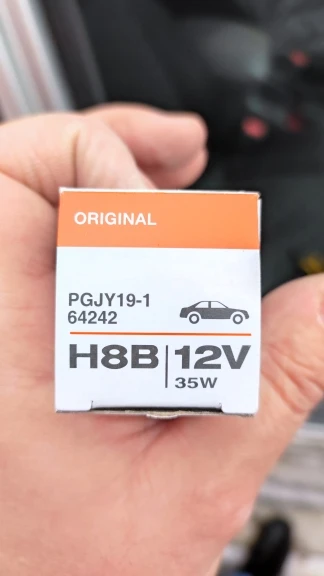 ORIGINAL
PGJY19-1
64242
H8B 12V
35W